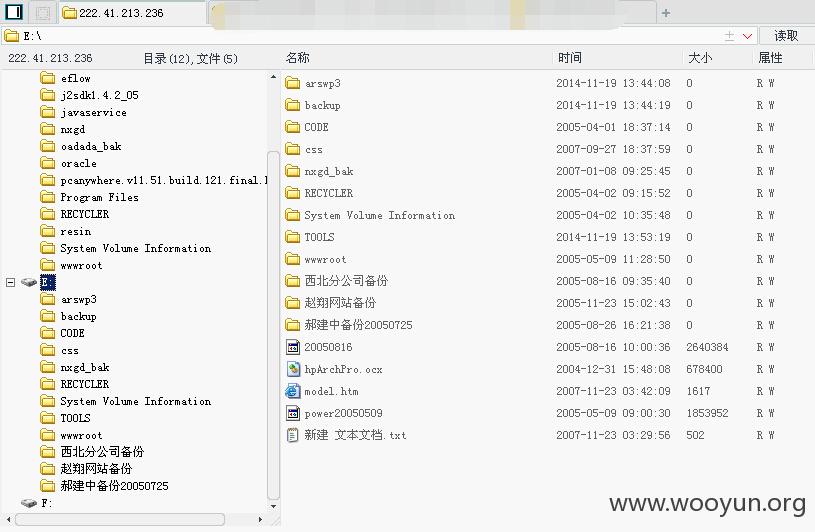 222.41.213.236
E:\
读取
222.41.213.236 目录(12),文件(5)
名称 时间 大小 属性
eflow
j2sdk1.4.2_05
javaservice
nxgd
oadada_bak
oracle
pcanywhere.v11.51.build.121.final.
Program Files
RECYCLER
resin
System Volume Information
wwwroot
E:
arswp3
backup
CODE
css
nxgd_bak
RECYCLER
System Volume Information
TOOLS
wwwroot
西北分公司备份
赵翔网站备份
郝建中备份20050725
F:
arswp3 2014-11-19 13:44:08 0 R W
backup 2014-11-19 13:44:19 0 R W
CODE 2005-04-01 18:37:14 0 R W
css 2007-09-27 18:37:59 0 R W
nxgd_bak 2007-01-08 09:25:45 0 R W
RECYCLER 2005-04-02 09:15:52 0 R W
System Volume Information 2005-04-02 10:35:48 0 R W
TOOLS 2014-11-19 13:53:19 0 R W
wwwroot 2005-05-09 11:28:50 0 R W
西北分公司备份 2005-08-16 09:35:40 0 R W
赵翔网站备份 2005-11-23 15:02:43 0 R W
郝建中备份20050725 2005-08-26 16:21:38 0 R W
20050816 2005-08-16 10:00:36 2640384 R W
hpArchPro.ocx 2004-12-31 15:48:08 678400 R W
model.htm 2007-11-23 03:42:09 1617 R W
power20050509 2005-05-09 09:00:30 1853952 R W
新建 文本文档.txt 2007-11-23 03:29:56 502 R W
www.wooyun.org